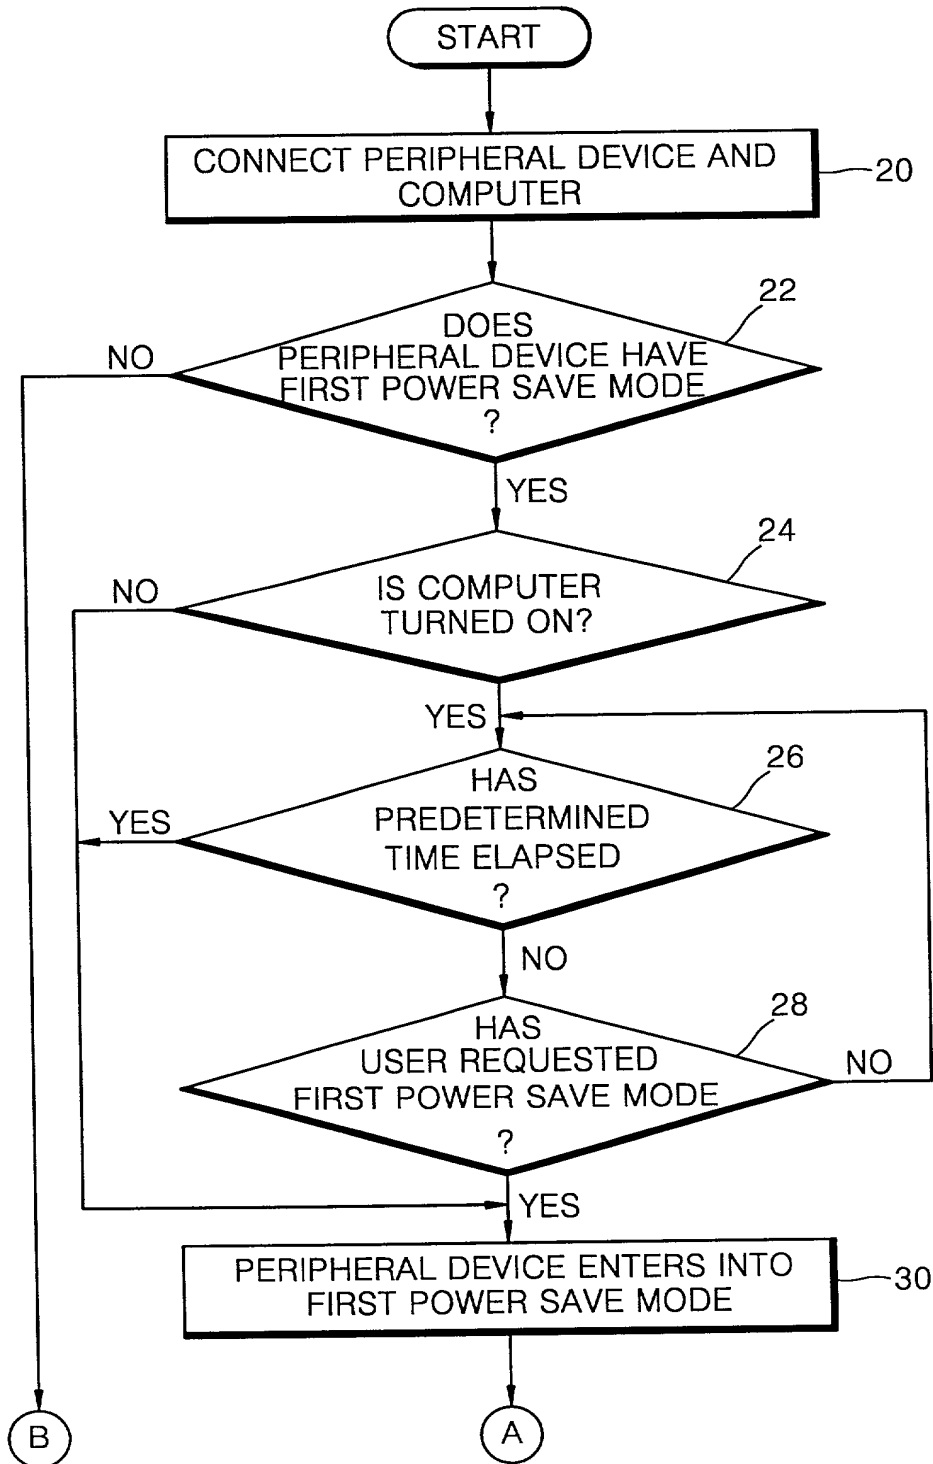 START
CONNECT PERIPHERAL DEVICE AND
COMPUTER
20
22
DOES
PERIPHERAL DEVICE HAVE
FIRST POWER SAVE MODE
?
NO
YES
24
IS COMPUTER
TURNED ON?
NO
YES
26
HAS
PREDETERMINED
TIME ELAPSED
?
YES
NO
28
HAS
USER REQUESTED
FIRST POWER SAVE MODE
?
NO
YES
PERIPHERAL DEVICE ENTERS INTO
FIRST POWER SAVE MODE
30
B
A